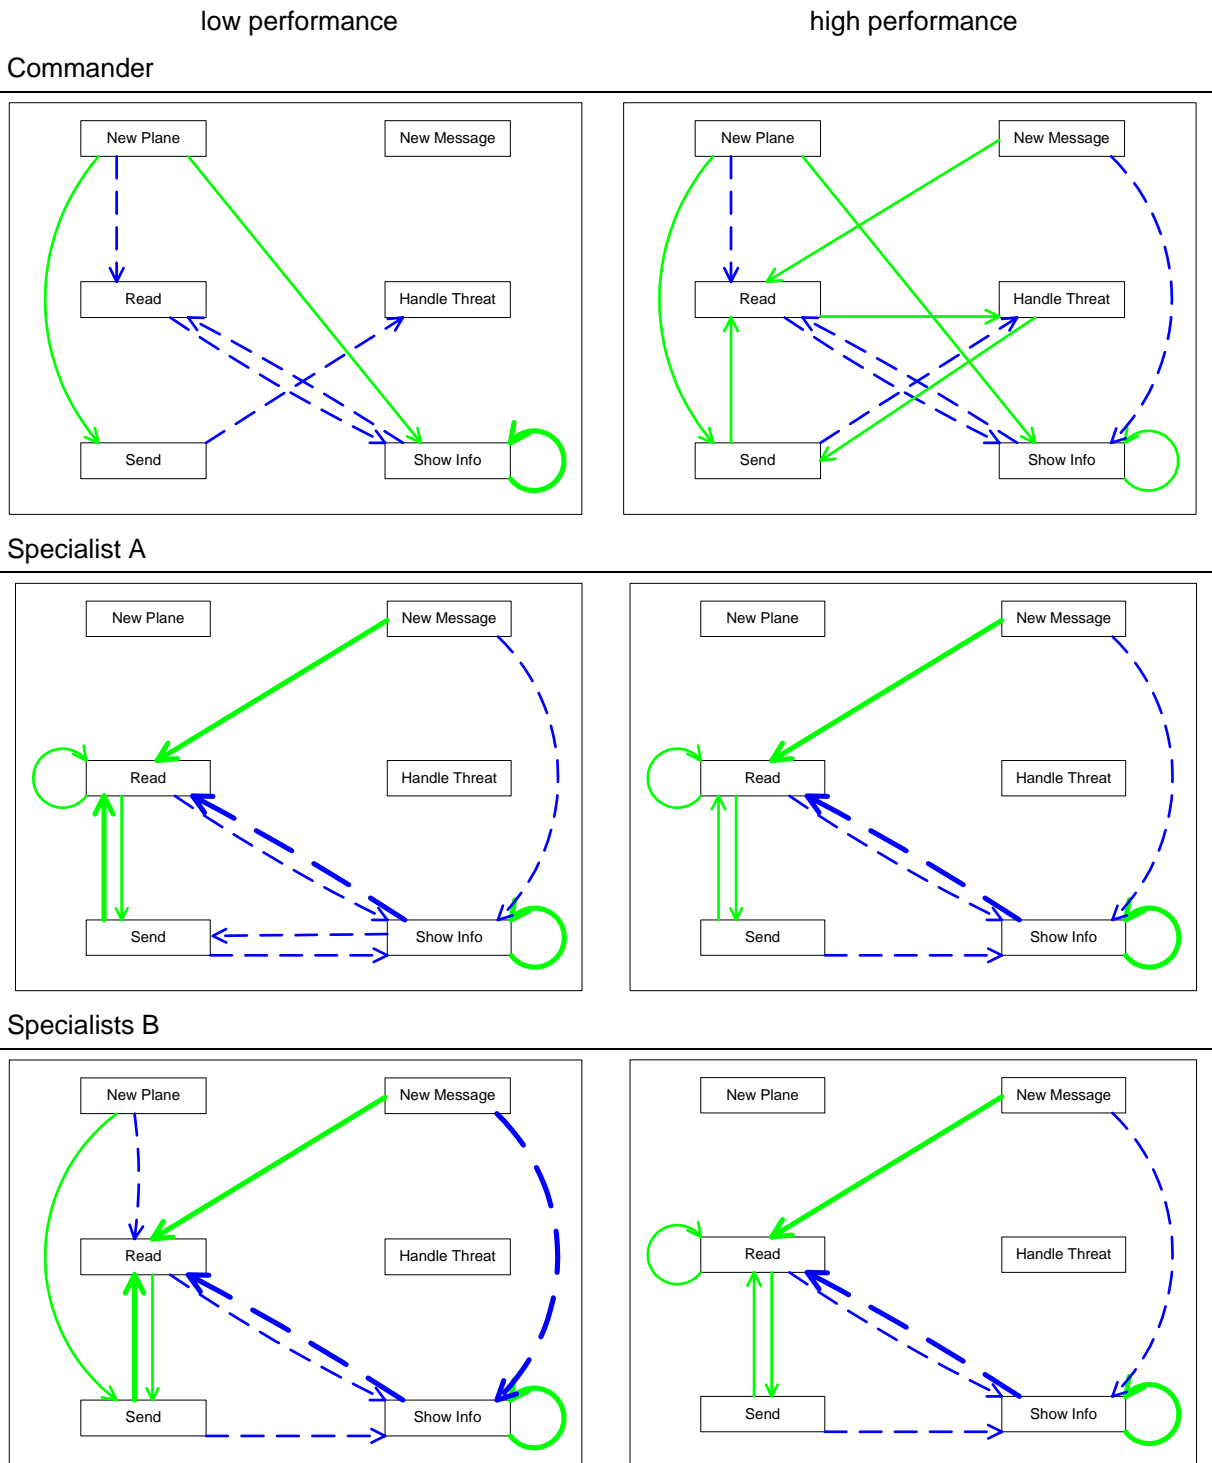 low performance high performance
Commander
New Plane New Message New Plane New Message
Read Handle Threat Read Handle Threat
Send Show Info Send Show Info
Specialist A
New Plane New Message New Plane New Message
Read Handle Threat Read Handle Threat
Send Show Info Send Show Info
Specialists B
New Plane New Message New Plane New Message
Read Handle Threat Read Handle Threat
Send Show Info Send Show Info